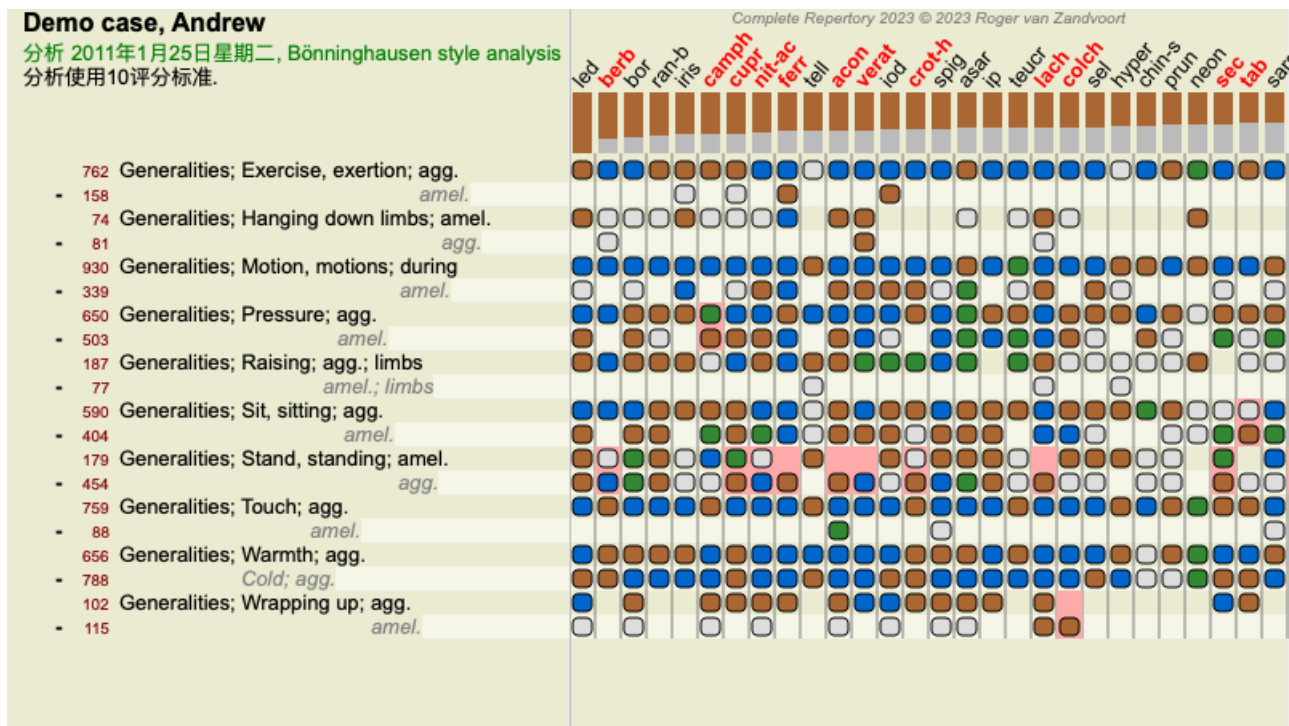 Demo case, Andrew
Complete Repertory 2023 © 2023 Roger van Zandvoort
分析 2011年1月25日星期二, Bönninghausen style analysis
分析使用10评分标准.
led berb bor ran-b iris camph cupr nit-ac ferr tell acon verat iod crot-h spig asar ip teucr lach colch sel hyper chin-s prun neon sec tab sars
762 Generalities; Exercise, exertion; agg.
- 158 amel.
74 Generalities; Hanging down limbs; amel.
- 81 agg.
930 Generalities; Motion, motions; during
- 339 amel.
650 Generalities; Pressure; agg.
- 503 amel.
187 Generalities; Raising; agg.; limbs
- 77 amel.; limbs
590 Generalities; Sit, sitting; agg.
- 404 amel.
179 Generalities; Stand, standing; amel.
- 454 agg.
759 Generalities; Touch; agg.
- 88 amel.
656 Generalities; Warmth; agg.
- 788 Cold; agg.
102 Generalities; Wrapping up; agg.
- 115 amel.